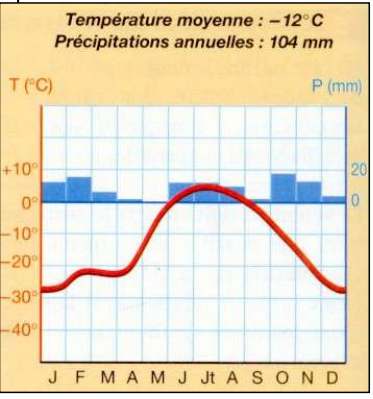 Température moyenne : −12°C
Précipitations annuelles : 104 mm
T (°C) P (mm)
+10° 20
0° 0
−10°
−20°
−30°
−40°
J F M A M J Jt A S O N D